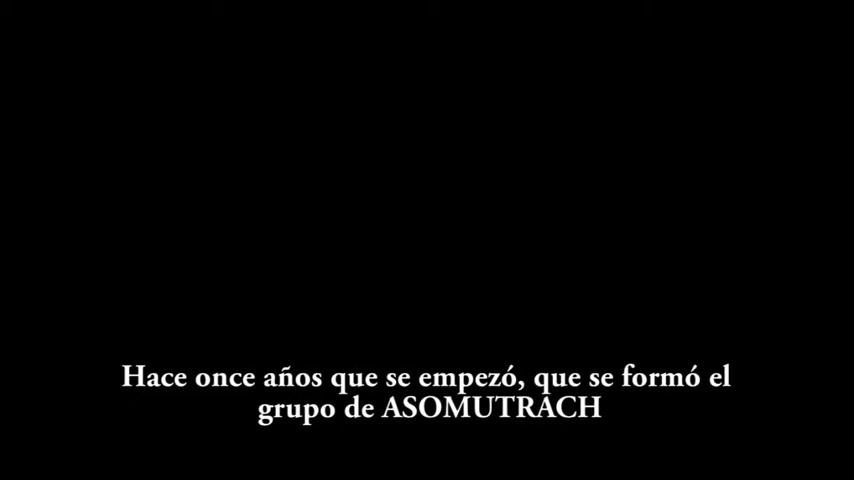 Hace once años que se empezó, que se formó el
grupo de ASOMUTRACH